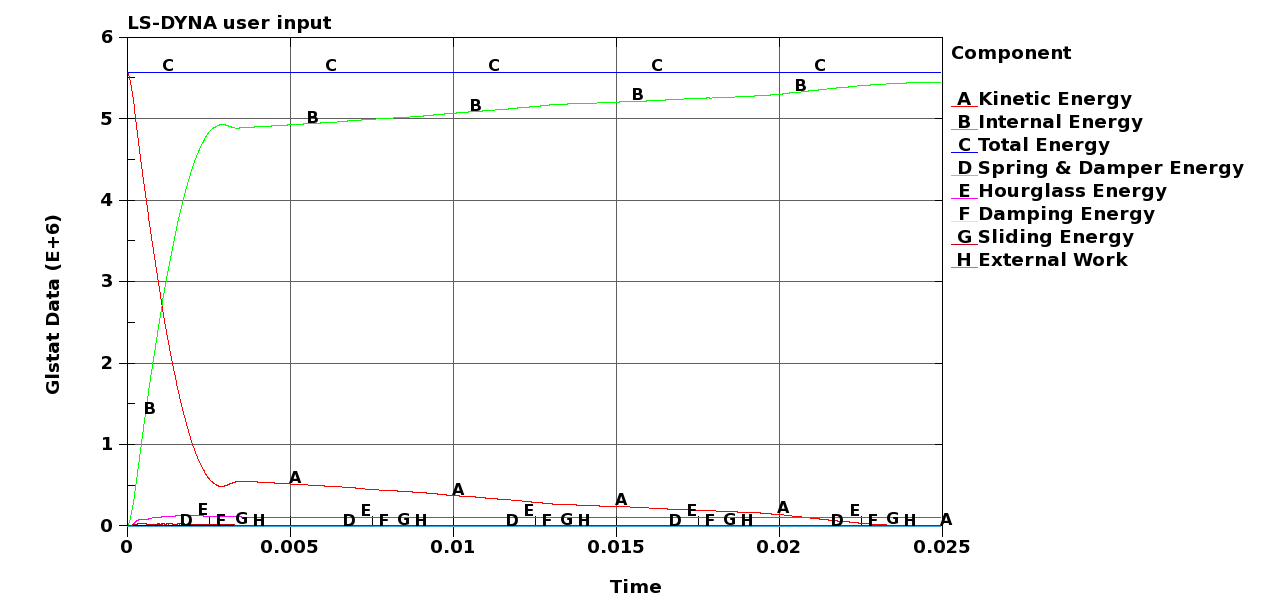 LS-DYNA user input
6
5
4
3
2
1
0
Glstat Data (E+6)
C C C C C
B B B B B B
A A A A A A
D E F G H D E F G H D E F G H D E F G H D E F G H
0 0.005 0.01 0.015 0.02 0.025
Time
Component
A Kinetic Energy
B Internal Energy
C Total Energy
D Spring & Damper Energy
E Hourglass Energy
F Damping Energy
G Sliding Energy
H External Work